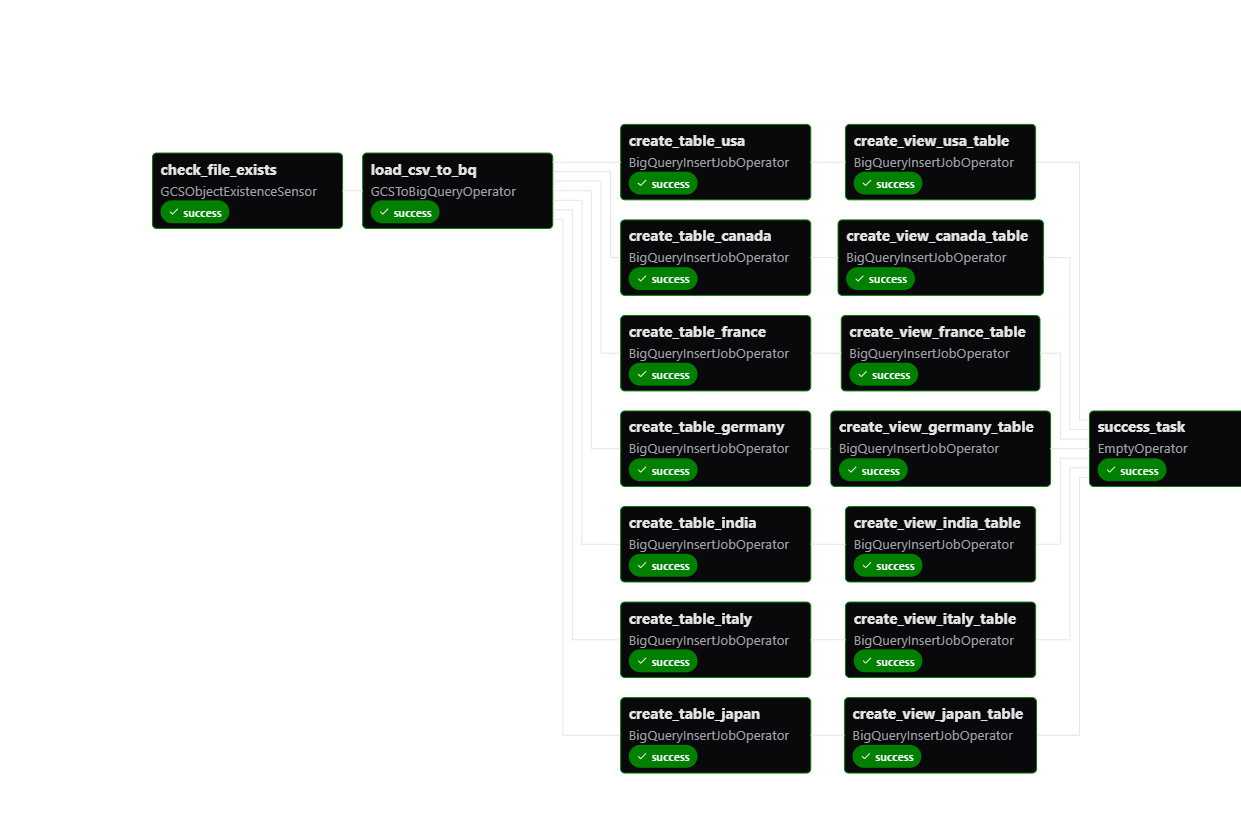 check_file_exists
GCSObjectExistenceSensor
success
load_csv_to_bq
GCSToBigQueryOperator
success
create_table_usa
BigQueryInsertJobOperator
success
create_view_usa_table
BigQueryInsertJobOperator
success
create_table_canada
BigQueryInsertJobOperator
success
create_view_canada_table
BigQueryInsertJobOperator
success
create_table_france
BigQueryInsertJobOperator
success
create_view_france_table
BigQueryInsertJobOperator
success
create_table_germany
BigQueryInsertJobOperator
success
create_view_germany_table
BigQueryInsertJobOperator
success
success_task
EmptyOperator
success
create_table_india
BigQueryInsertJobOperator
success
create_view_india_table
BigQueryInsertJobOperator
success
create_table_italy
BigQueryInsertJobOperator
success
create_view_italy_table
BigQueryInsertJobOperator
success
create_table_japan
BigQueryInsertJobOperator
success
create_view_japan_table
BigQueryInsertJobOperator
success